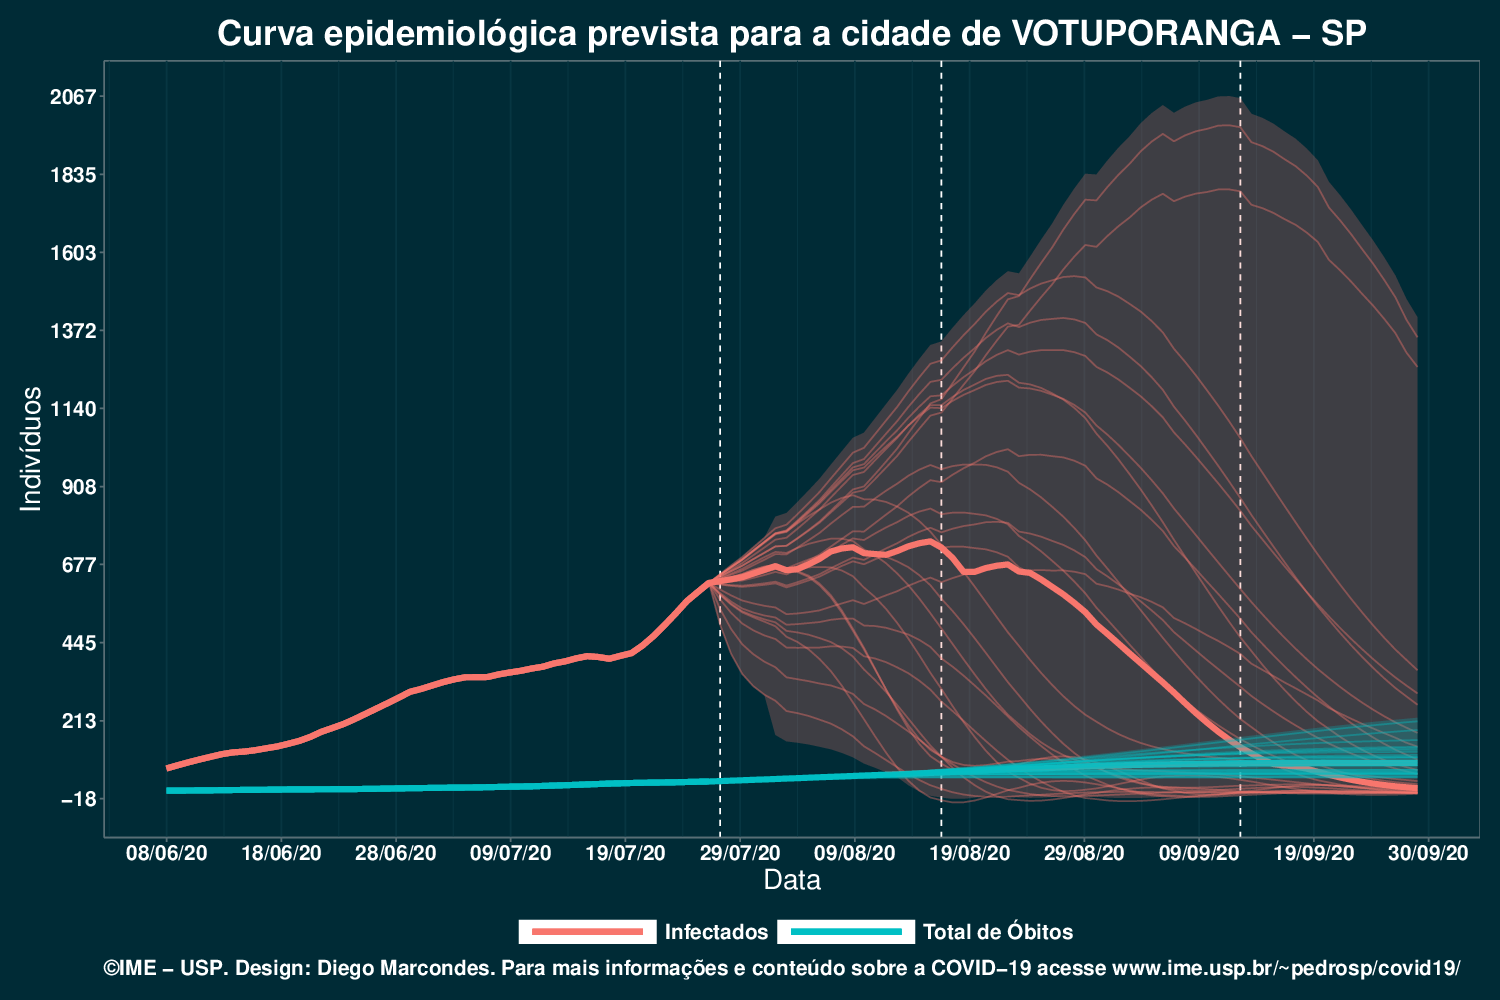 Curva epidemiológica prevista para a cidade de VOTUPORANGA – SP
2067
1835
1603
1372
1140
908
677
445
213
−18
Indivíduos
08/06/20 18/06/20 28/06/20 09/07/20 19/07/20 29/07/20 09/08/20 19/08/20 29/08/20 09/09/20 19/09/20 30/09/20
Data
Infectados Total de Óbitos
©IME – USP. Design: Diego Marcondes. Para mais informações e conteúdo sobre a COVID−19 acesse www.ime.usp.br/~pedrosp/covid19/